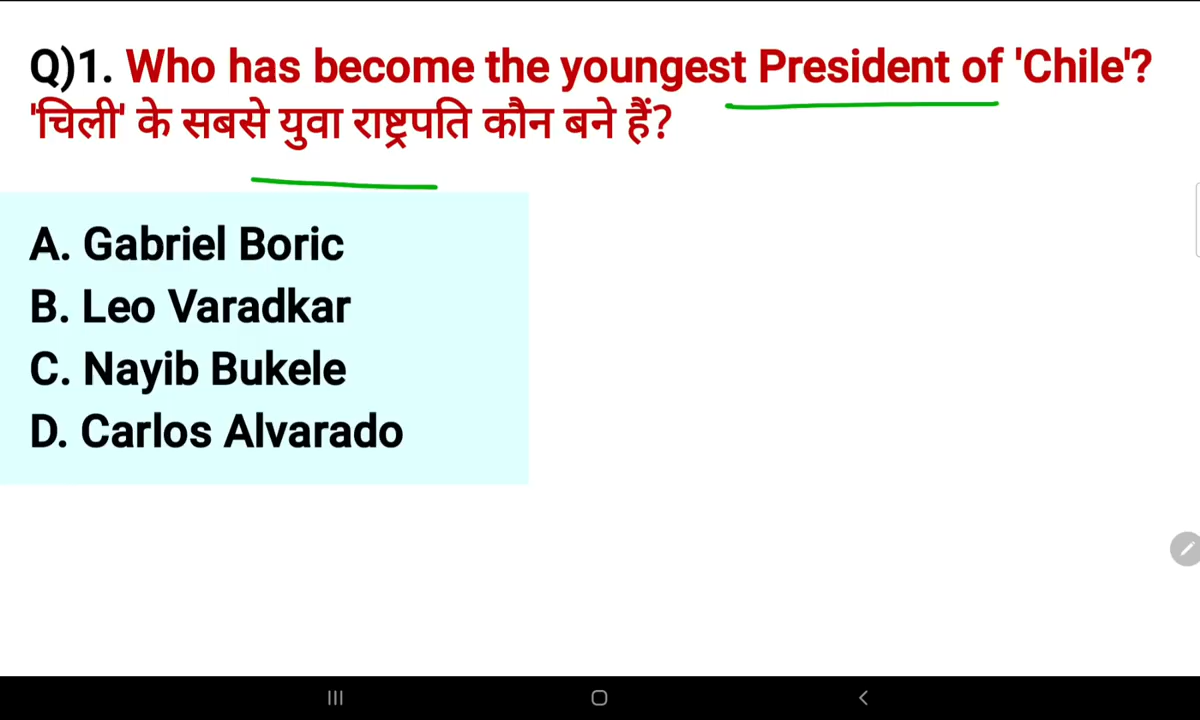 Q)1. Who has become the youngest President of 'Chile'?
'चिली' के सबसे युवा राष्ट्रपति कौन बने हैं?
A. Gabriel Boric
B. Leo Varadkar
C. Nayib Bukele
D. Carlos Alvarado